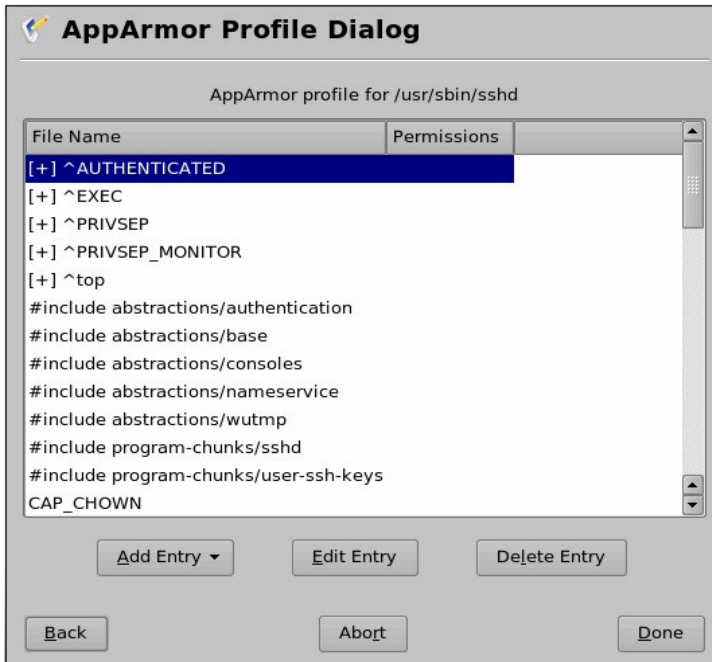 AppArmor Profile Dialog
AppArmor profile for /usr/sbin/sshd
File Name Permissions
[+] ^AUTHENTICATED
[+] ^EXEC
[+] ^PRIVSEP
[+] ^PRIVSEP_MONITOR
[+] ^top
#include abstractions/authentication
#include abstractions/base
#include abstractions/consoles
#include abstractions/nameservice
#include abstractions/wutmp
#include program-chunks/sshd
#include program-chunks/user-ssh-keys
CAP_CHOWN
Add Entry Edit Entry Delete Entry
Back Abort Done